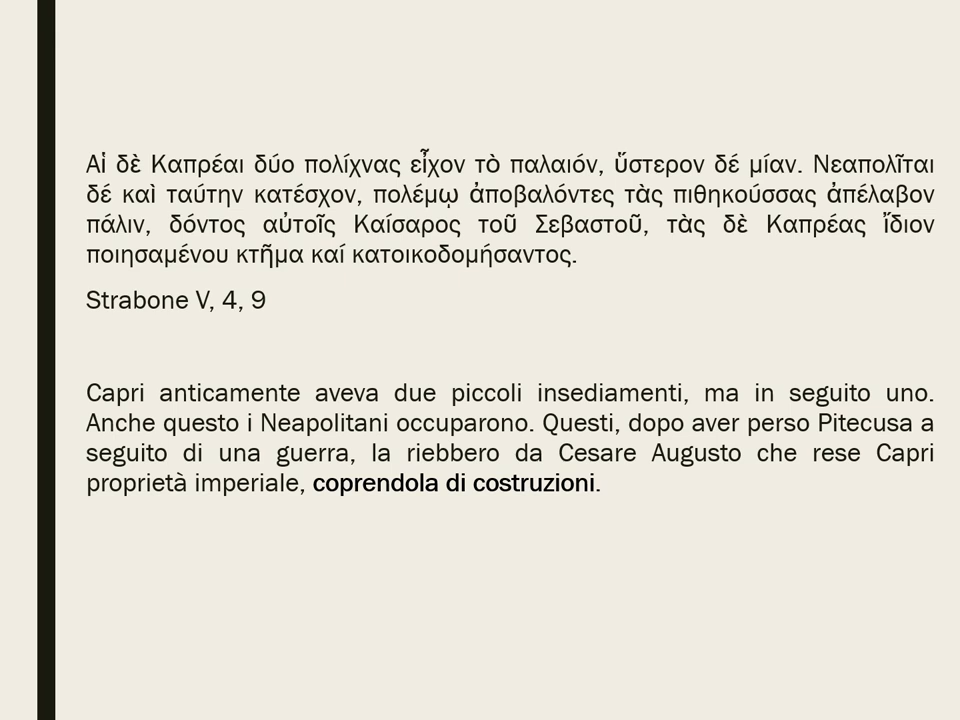 Αἱ δὲ Καπρέαι δύο πολίχνας εἶχον τὸ παλαιόν, ὕστερον δέ μίαν. Νεαπολῖται
δέ καὶ ταύτην κατέσχον, πολέμῳ ἀποβαλόντες τὰς πιθηκούσσας ἀπέλαβον
πάλιν, δόντος αὐτοῖς Καίσαρος τοῦ Σεβαστοῦ, τὰς δὲ Καπρέας ἴδιον
ποιησαμένου κτῆμα καί κατοικοδομήσαντος.
Strabone V, 4, 9
Capri anticamente aveva due piccoli insediamenti, ma in seguito uno.
Anche questo i Neapolitani occuparono. Questi, dopo aver perso Pitecusa a
seguito di una guerra, la riebbero da Cesare Augusto che rese Capri
proprietà imperiale, coprendola di costruzioni.